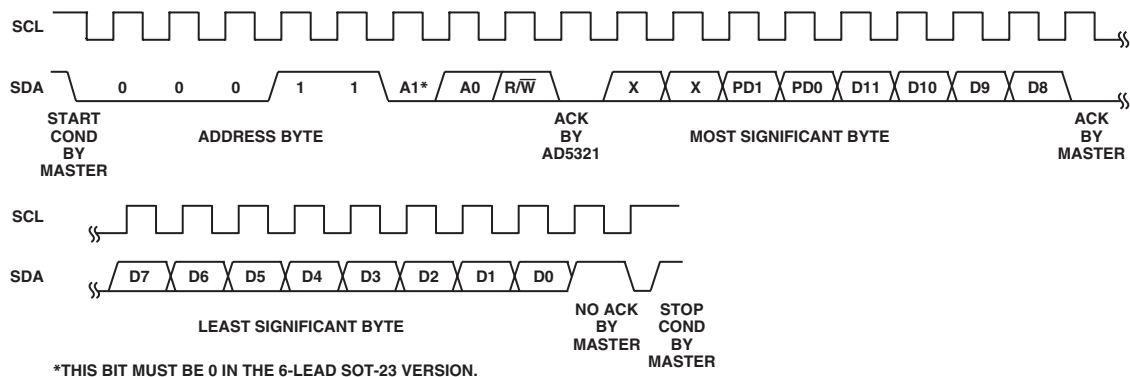 SCL
SDA 0 0 0 1 1 A1* A0 R/W̅ X X PD1 PD0 D11 D10 D9 D8
START COND BY MASTER
ADDRESS BYTE
ACK BY AD5321
MOST SIGNIFICANT BYTE
ACK BY MASTER
SCL
SDA D7 D6 D5 D4 D3 D2 D1 D0
LEAST SIGNIFICANT BYTE
NO ACK BY MASTER
STOP COND BY MASTER
*THIS BIT MUST BE 0 IN THE 6-LEAD SOT-23 VERSION.